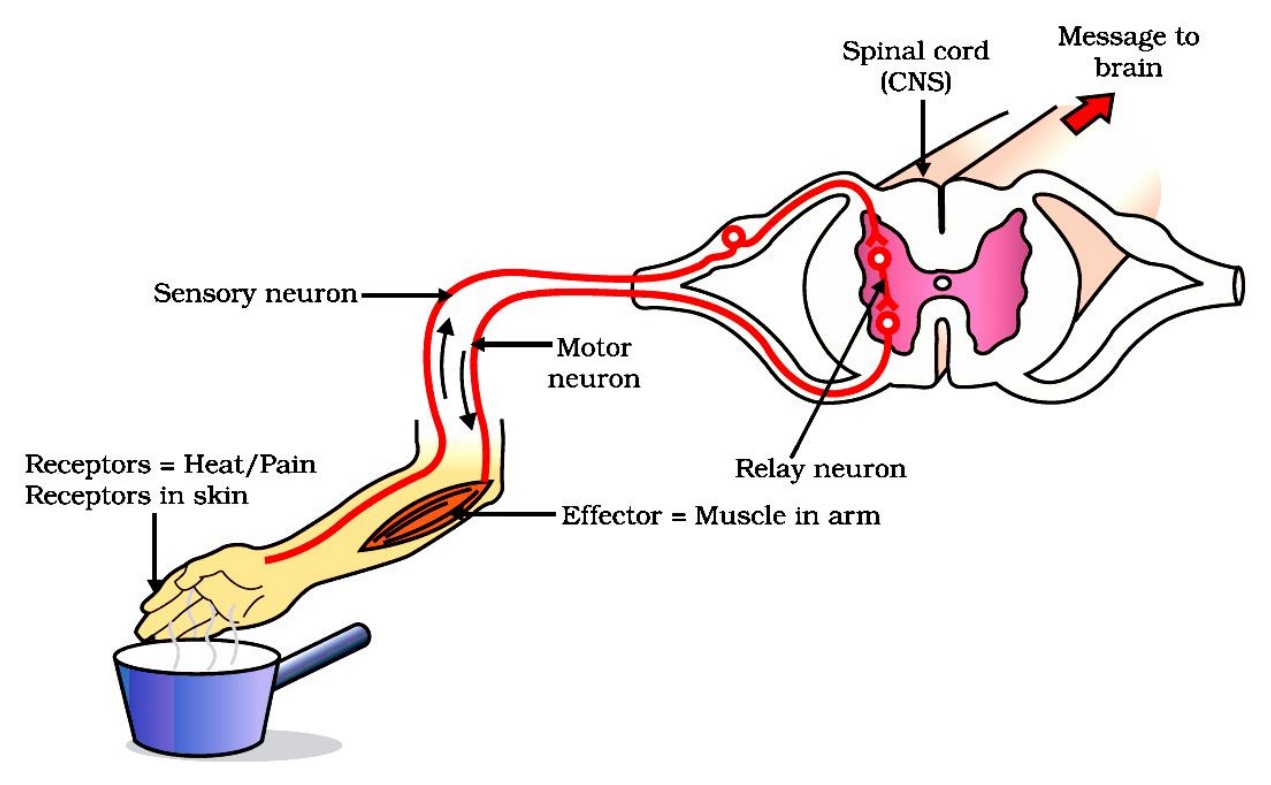 Message to
brain
Spinal cord
(CNS)
Sensory neuron
Motor
neuron
Receptors = Heat/Pain
Receptors in skin
Relay neuron
Effector = Muscle in arm